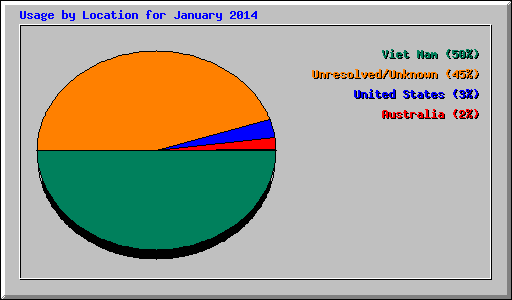 Usage by Location for January 2014
Viet Nam (50%)
Unresolved/Unknown (45%)
United States (3%)
Australia (2%)